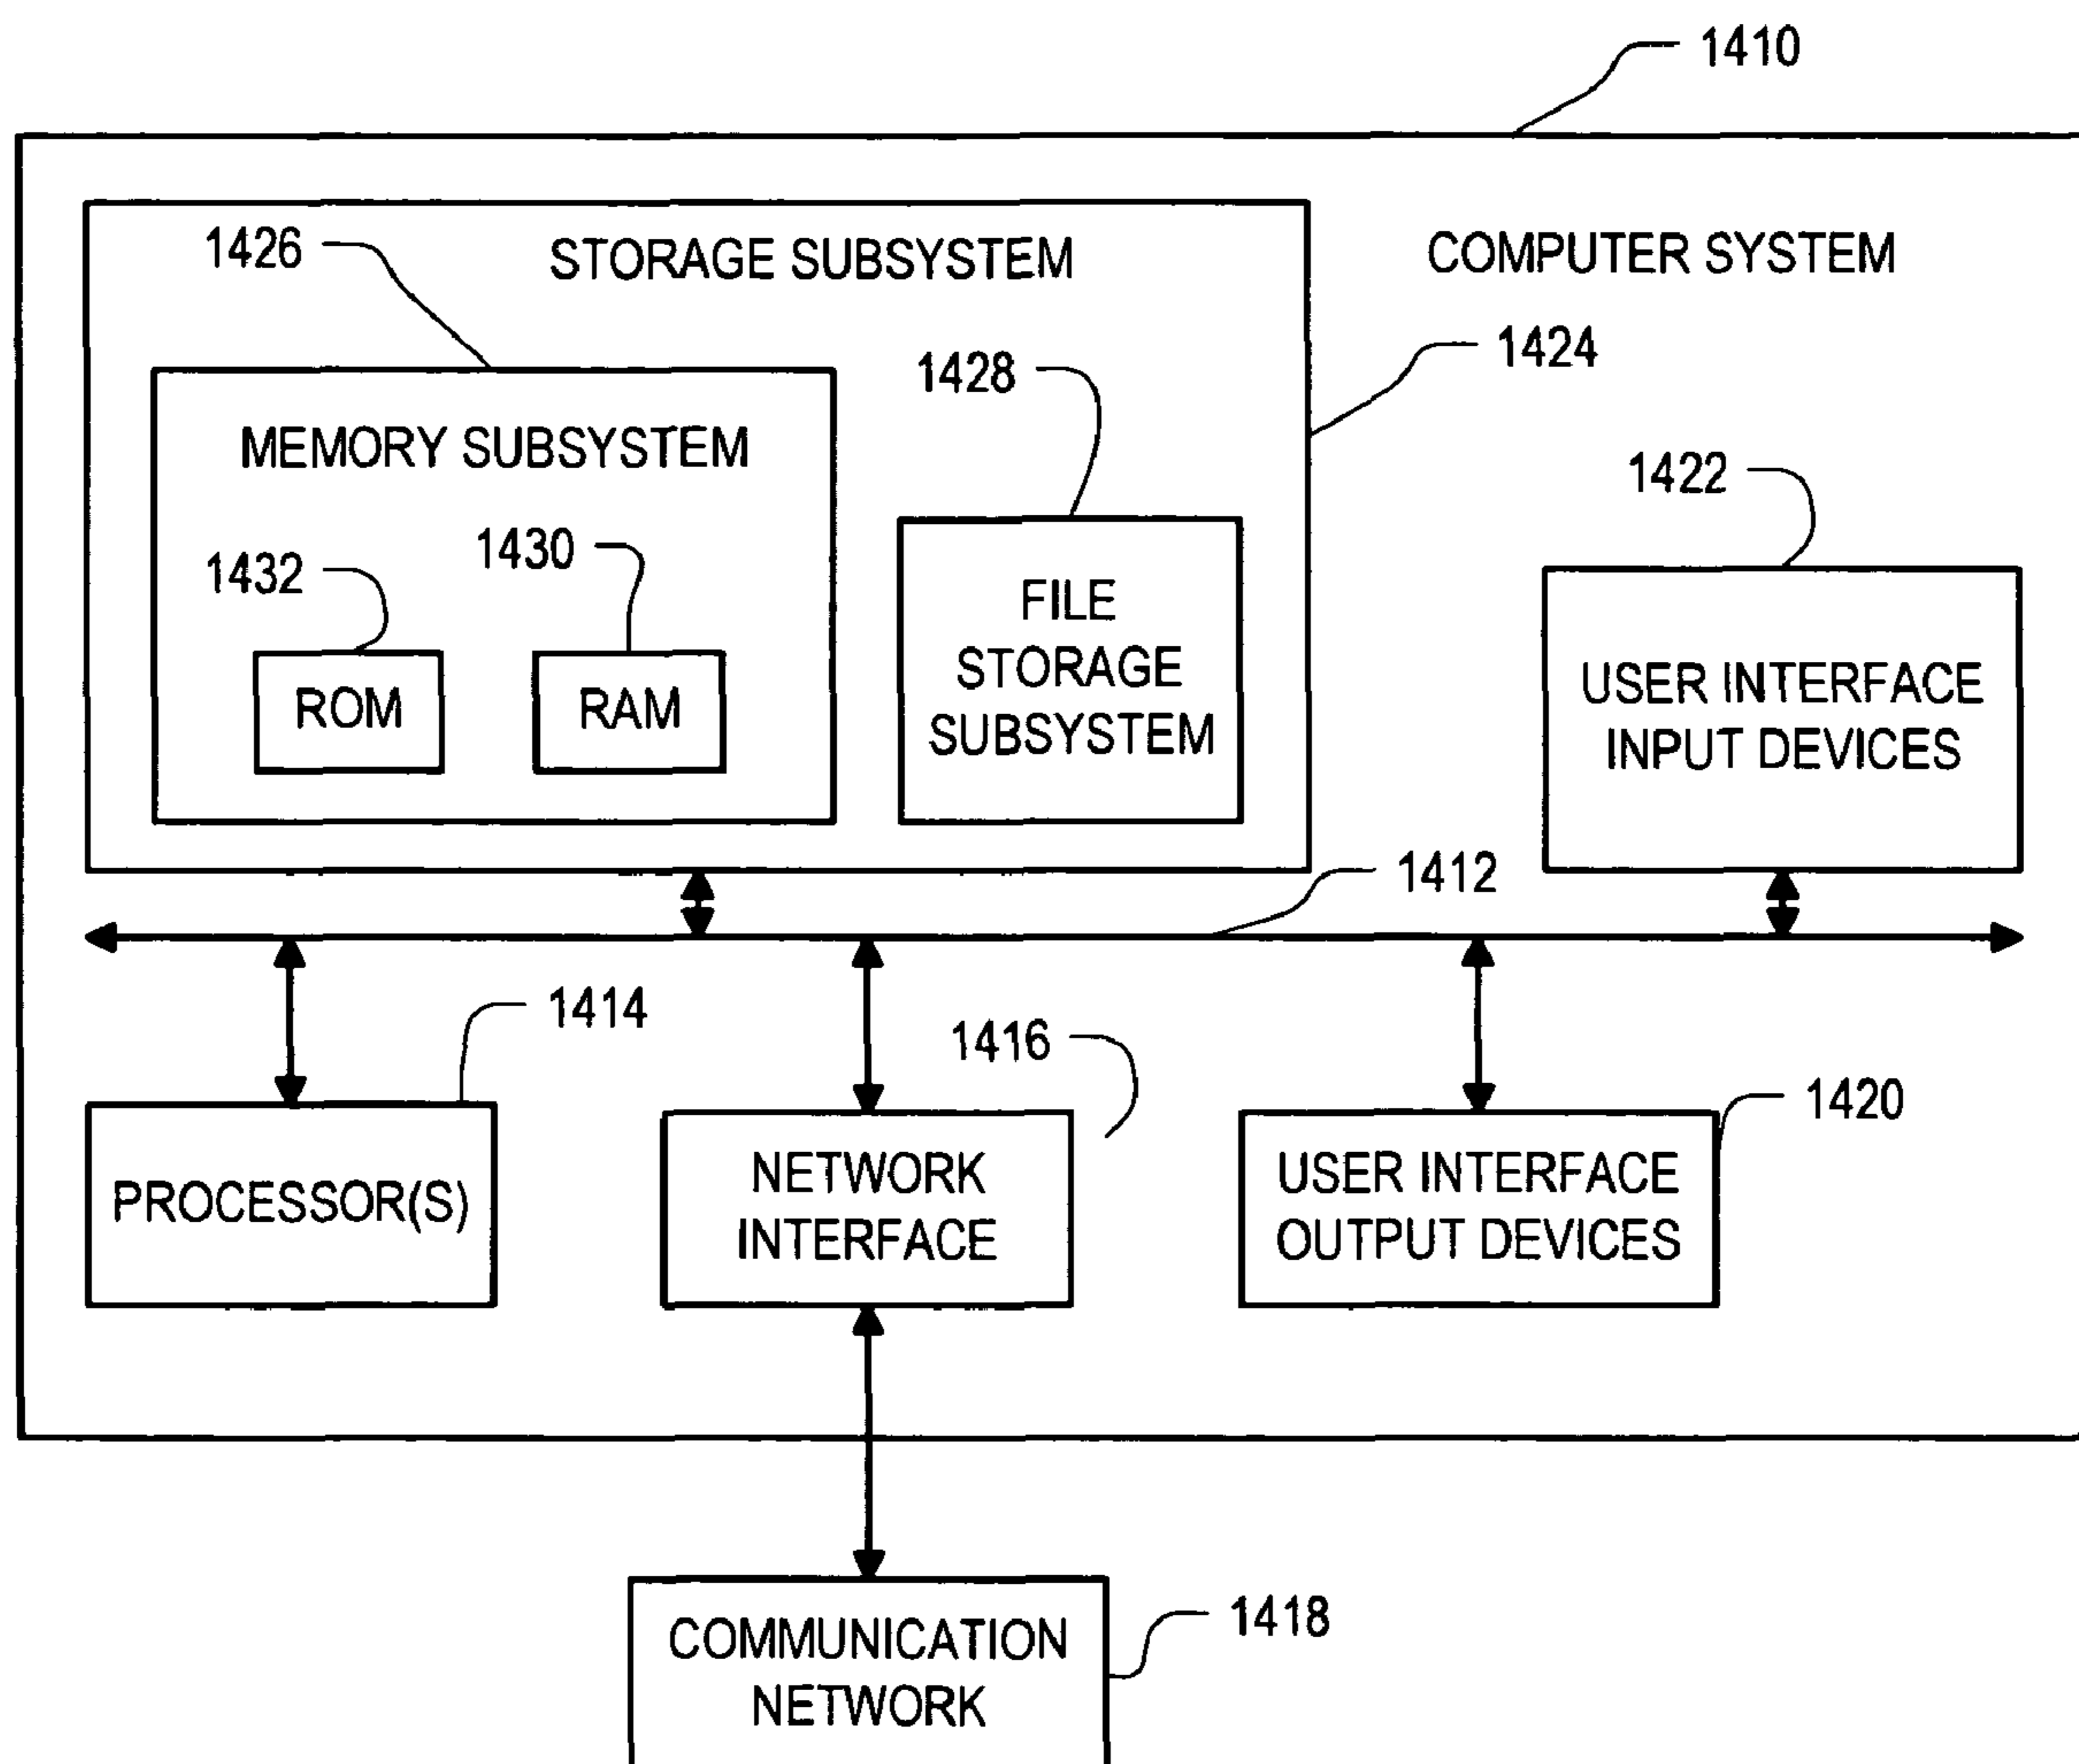 1410
1426
STORAGE SUBSYSTEM
COMPUTER SYSTEM
1424
1428
MEMORY SUBSYSTEM
1422
1432
1430
FILE
STORAGE
SUBSYSTEM
ROM
RAM
USER INTERFACE
INPUT DEVICES
1412
1414
1416
1420
PROCESSOR(S)
NETWORK
INTERFACE
USER INTERFACE
OUTPUT DEVICES
1418
COMMUNICATION
NETWORK